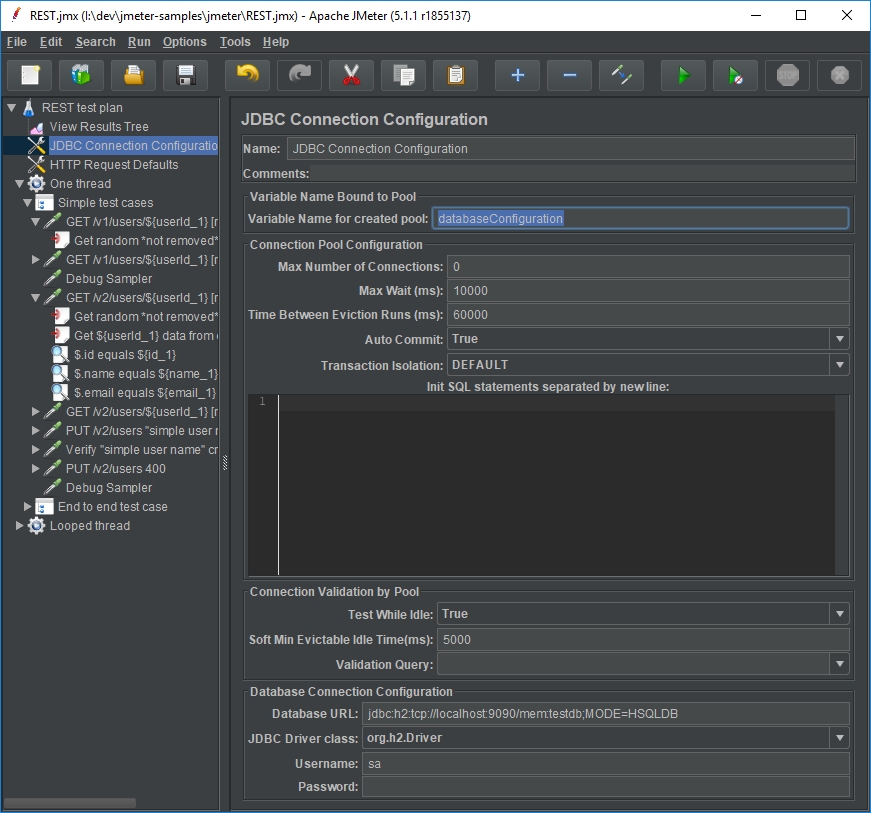 REST.jmx (I:\dev\jmeter-samples\jmeter\REST.jmx) - Apache JMeter (5.1.1 r1855137)
File Edit Search Run Options Tools Help
STOP
REST test plan
View Results Tree
JDBC Connection Configuratio
HTTP Request Defaults
One thread
Simple test cases
GET /v1/users/${userId_1} [r
Get random *not removed*
GET /v1/users/${userId_1} [r
Debug Sampler
GET /v2/users/${userId_1} [r
Get random *not removed*
Get ${userId_1} data from
$.id equals ${id_1}
$.name equals ${name_1}
$.email equals ${email_1}
GET /v2/users/${userId_1} [r
PUT /v2/users "simple user r
Verify "simple user name" cr
PUT /v2/users 400
Debug Sampler
End to end test case
Looped thread
JDBC Connection Configuration
Name: JDBC Connection Configuration
Comments:
Variable Name Bound to Pool
Variable Name for created pool: databaseConfiguration
Connection Pool Configuration
Max Number of Connections: 0
Max Wait (ms): 10000
Time Between Eviction Runs (ms): 60000
Auto Commit: True
Transaction Isolation: DEFAULT
Init SQL statements separated by new line:
1
Connection Validation by Pool
Test While Idle: True
Soft Min Evictable Idle Time(ms): 5000
Validation Query:
Database Connection Configuration
Database URL: jdbc:h2:tcp://localhost:9090/mem:testdb;MODE=HSQLDB
JDBC Driver class: org.h2.Driver
Username: sa
Password: